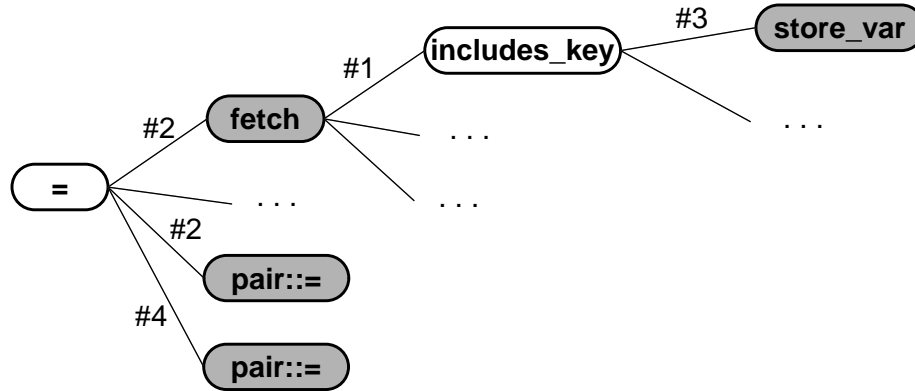 #3 store_var
includes_key
#1
#2 fetch . . . . . .
=
. . . . . .
#2
pair::=
#4
pair::=